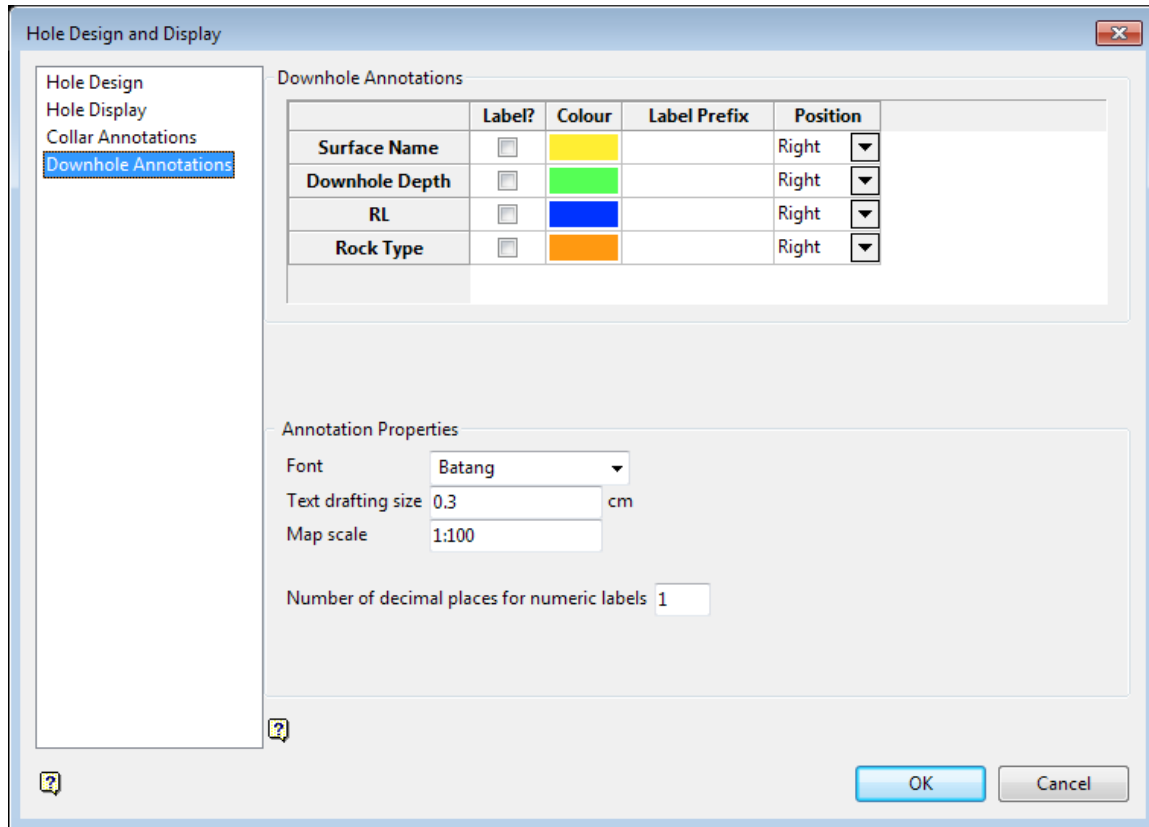 Hole Design and Display
Hole Design
Hole Display
Collar Annotations
Downhole Annotations
Downhole Annotations
Label? Colour Label Prefix Position
Surface Name Right
Downhole Depth Right
RL Right
Rock Type Right
Annotation Properties
Font Batang
Text drafting size 0.3 cm
Map scale 1:100
Number of decimal places for numeric labels 1
OK Cancel